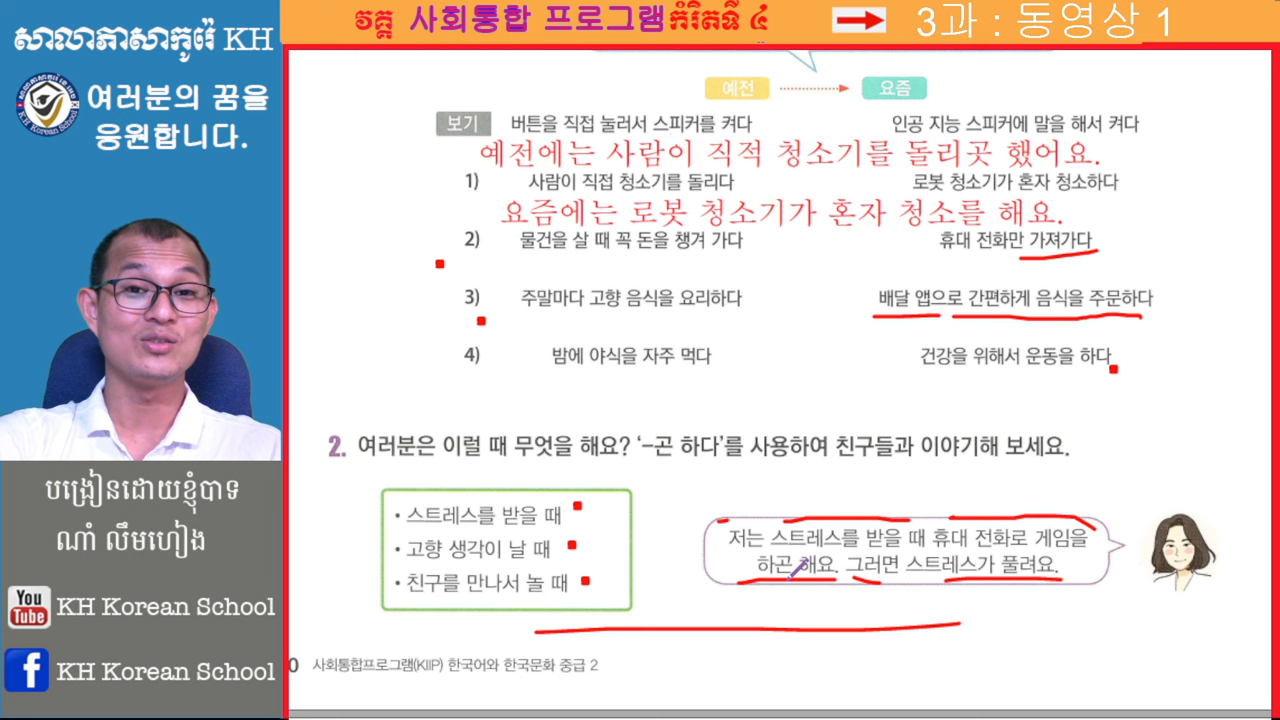 សាលាភាសាកូរ៉េ KH
여러분의 꿈을
응원합니다.
វគ្គ 사회통합 프로그램កំរិតទី ៤
3과 : 동영상 1
예전
요즘
보기 버튼을 직접 눌러서 스피커를 켜다 인공 지능 스피커에 말을 해서 켜다
예전에는 사람이 직적 청소기를 돌리곳 했어요.
1) 사람이 직접 청소기를 돌리다 로봇 청소기가 혼자 청소하다
요즘에는 로봇 청소기가 혼자 청소를 해요.
2) 물건을 살 때 꼭 돈을 챙겨 가다 휴대 전화만 가져가다
3) 주말마다 고향 음식을 요리하다 배달 앱으로 간편하게 음식을 주문하다
4) 밤에 야식을 자주 먹다 건강을 위해서 운동을 하다
2. 여러분은 이럴 때 무엇을 해요? ‘-곤 하다’를 사용하여 친구들과 이야기해 보세요.
• 스트레스를 받을 때
• 고향 생각이 날 때
• 친구를 만나서 놀 때
저는 스트레스를 받을 때 휴대 전화로 게임을
하곤 해요. 그러면 스트레스가 풀려요.
0 사회통합프로그램(KIIP) 한국어와 한국문화 중급 2
បង្រៀនដោយខ្ញុំបាទ
ណាំ លឹមហៀង
You Tube KH Korean School
f KH Korean School